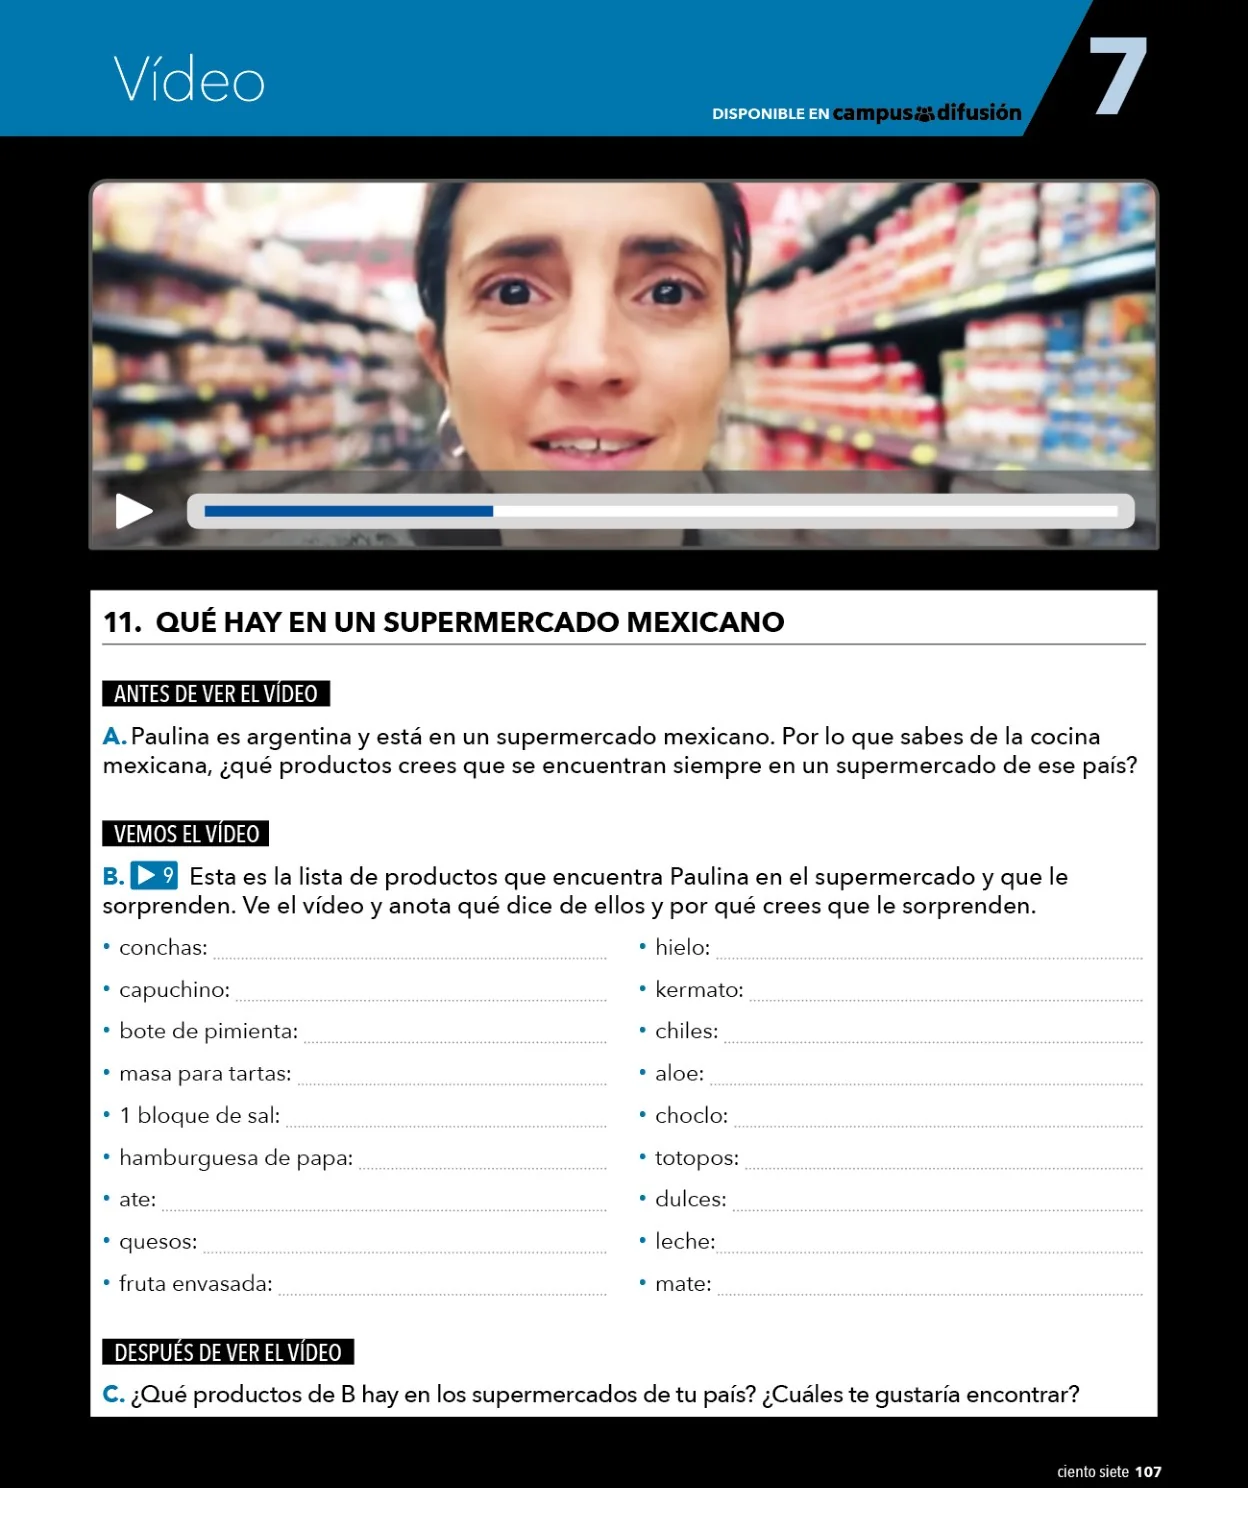 Vídeo
7
DISPONIBLE EN campus difusión
11. QUÉ HAY EN UN SUPERMERCADO MEXICANO
ANTES DE VER EL VÍDEO
A. Paulina es argentina y está en un supermercado mexicano. Por lo que sabes de la cocina
mexicana, ¿qué productos crees que se encuentran siempre en un supermercado de ese país?
VEMOS EL VÍDEO
B. 9 Esta es la lista de productos que encuentra Paulina en el supermercado y que le
sorprenden. Ve el vídeo y anota qué dice de ellos y por qué crees que le sorprenden.
• conchas:
• capuchino:
• bote de pimienta:
• masa para tartas:
• 1 bloque de sal:
• hamburguesa de papa:
• ate:
• quesos:
• fruta envasada:
• hielo:
• kermato:
• chiles:
• aloe:
• choclo:
• totopos:
• dulces:
• leche:
• mate:
DESPUÉS DE VER EL VÍDEO
C. ¿Qué productos de B hay en los supermercados de tu país? ¿Cuáles te gustaría encontrar?
ciento siete 107